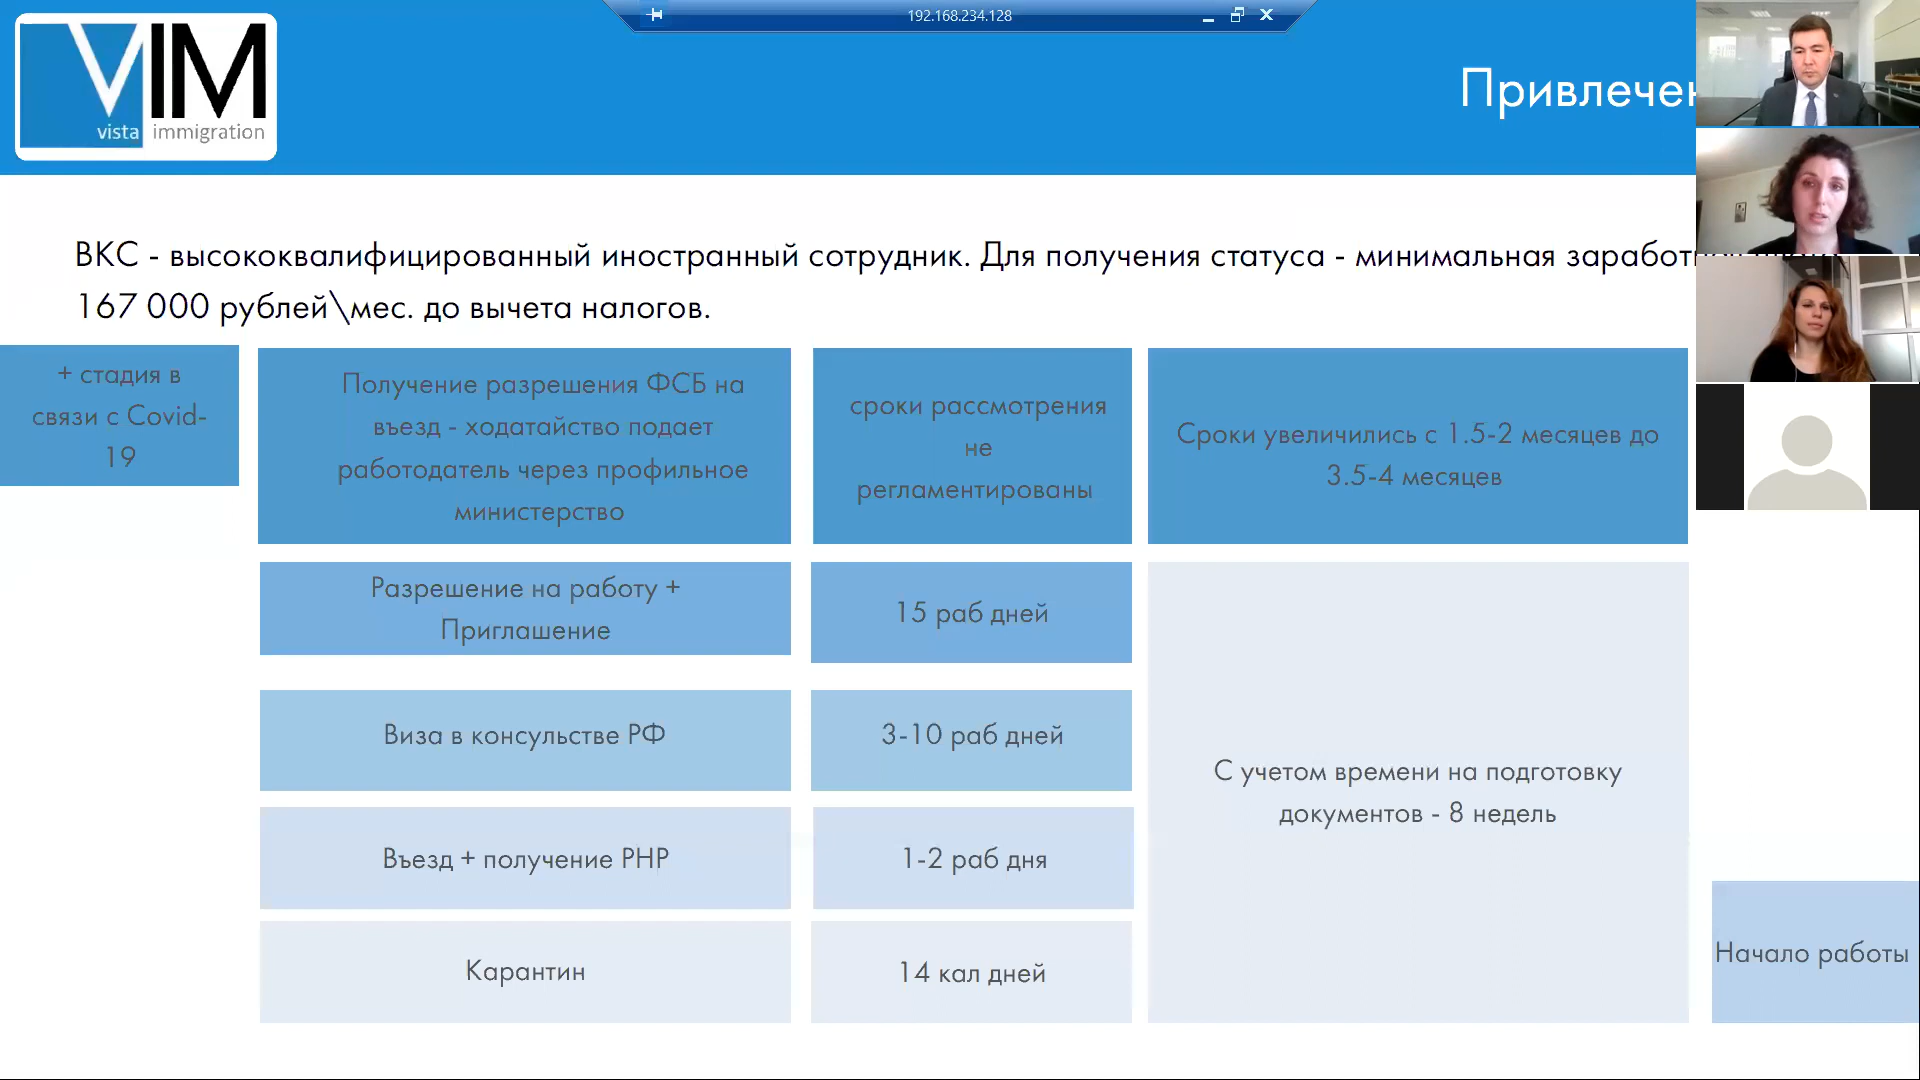 192.168.234.128
VIM
vista immigration
ВКС - высококвалифицированный иностранный сотрудник. Для получения статуса - минимальная
167 000 рублей\мес. до вычета налогов.
+ стадия в
связи с Covid-
19
Получение разрешения ФСБ на
въезд - ходатайство подает
работодатель через профильное
министерство
сроки рассмотрения
не
регламентированы
Сроки увеличились с 1.5-2 месяцев до
3.5-4 месяцев
Разрешение на работу +
Приглашение
15 раб дней
Виза в консульстве РФ
3-10 раб дней
С учетом времени на подготовку
документов - 8 недель
Въезд + получение РНР
1-2 раб дня
Карантин
14 кал дней
Начало работы